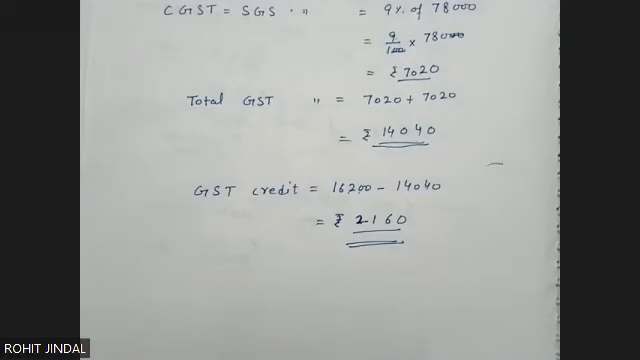 CGST = SGS " = 9% of 78000
= 9/100 × 78000
= ₹ 7020
Total GST " = 7020 + 7020
= ₹ 14040
GST credit = 16200 - 14040
= ₹ 2160
ROHIT JINDAL